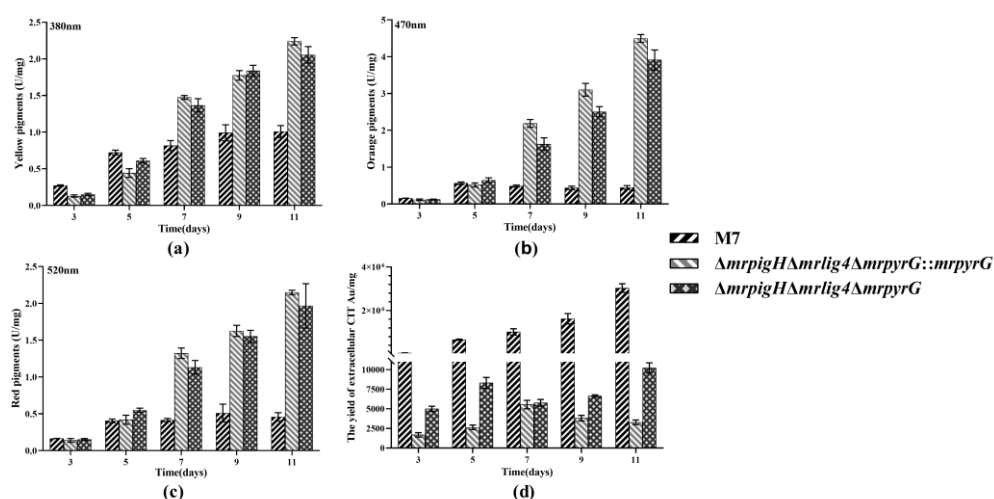 380nm
Yellow pigments (U/mg)
2.5
2.0
1.5
1.0
0.5
0.0
3 5 7 9 11
Time(days)
(a)
470nm
Orange pigments (U/mg)
5
4
3
2
1
0
3 5 7 9 11
Time(days)
(b)
M7
ΔmrpigHΔmrlig4ΔmrpyrG::mrpyrG
ΔmrpigHΔmrlig4ΔmrpyrG
520nm
Red pigments (U/mg)
2.5
2.0
1.5
1.0
0.5
0.0
3 5 7 9 11
Time(days)
(c)
The yield of extracellular CIT Au/mg
4×10⁶
2×10⁶
10000
7500
5000
2500
0
3 5 7 9 11
Time(days)
(d)